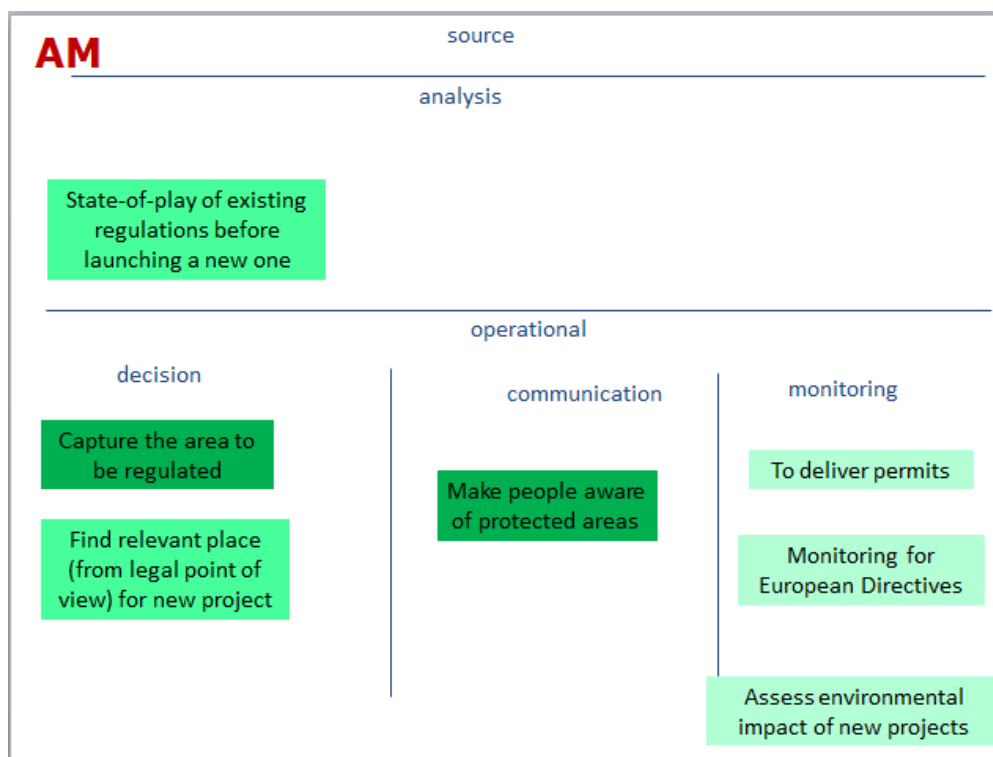 AM
source
analysis
State-of-play of existing
regulations before
launching a new one
operational
decision
communication
monitoring
Capture the area to
be regulated
Find relevant place
(from legal point of
view) for new project
Make people aware
of protected areas
To deliver permits
Monitoring for
European Directives
Assess environmental
impact of new projects